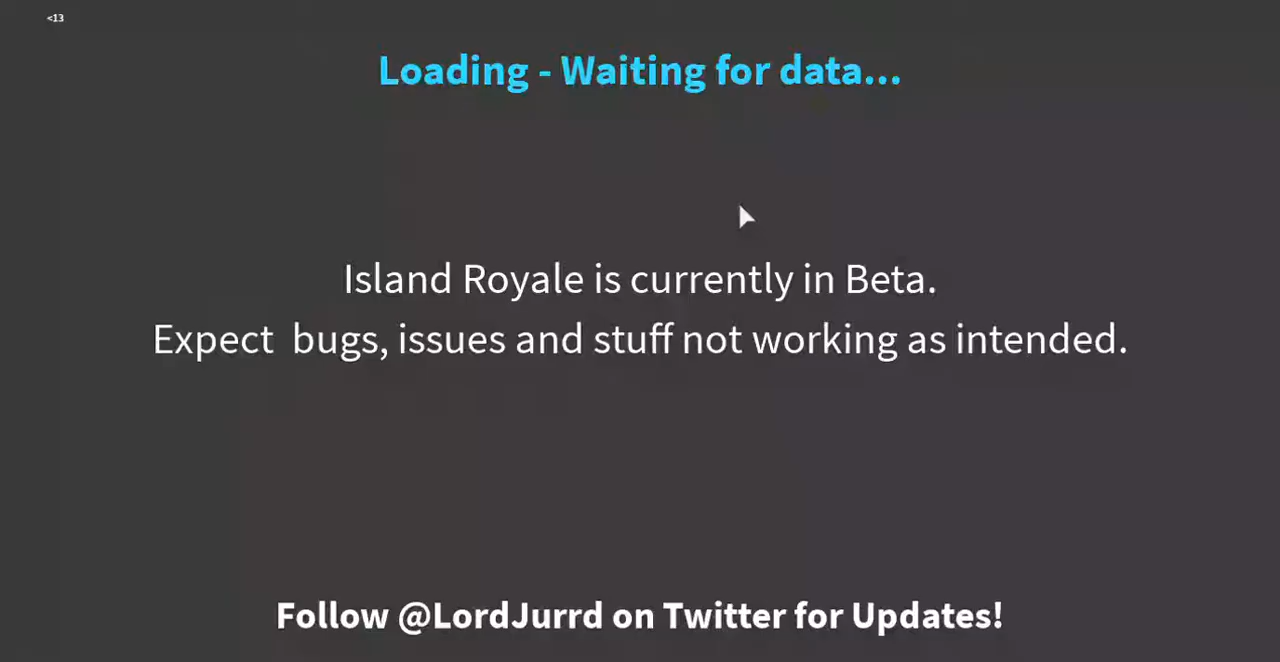 <13
Loading - Waiting for data...
Island Royale is currently in Beta.
Expect  bugs, issues and stuff not working as intended.
Follow @LordJurrd on Twitter for Updates!